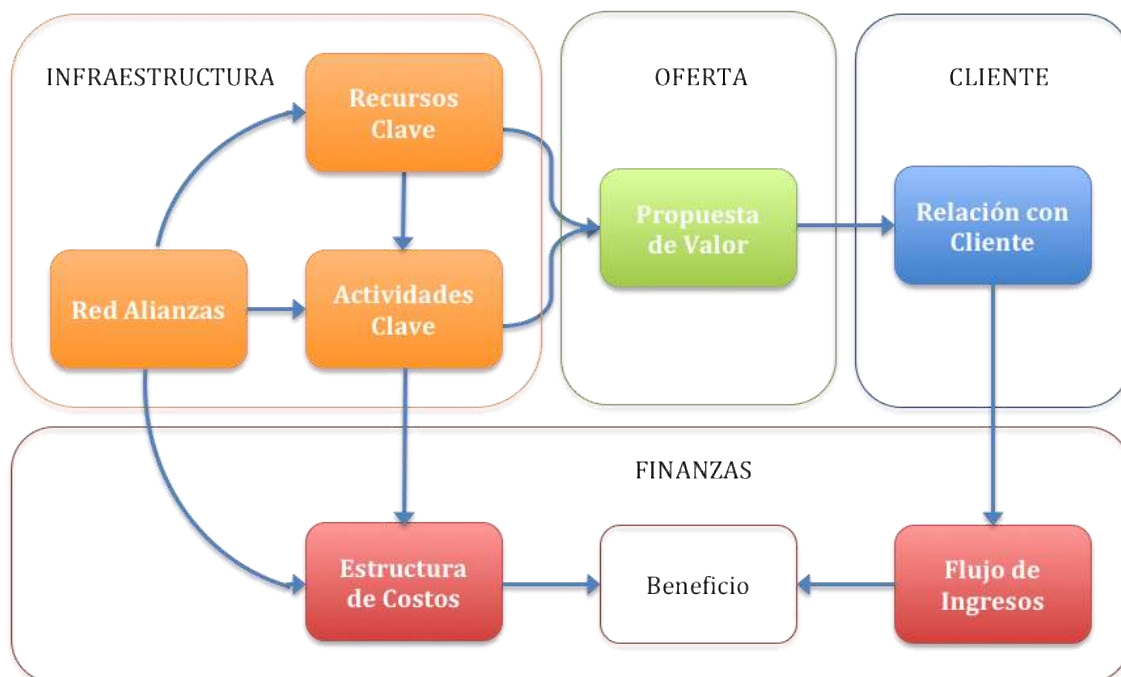 INFRAESTRUCTURA
Recursos
Clave
Red Alianzas
Actividades
Clave
OFERTA
Propuesta
de Valor
CLIENTE
Relación con
Cliente
FINANZAS
Estructura
de Costos
Beneficio
Flujo de
Ingresos